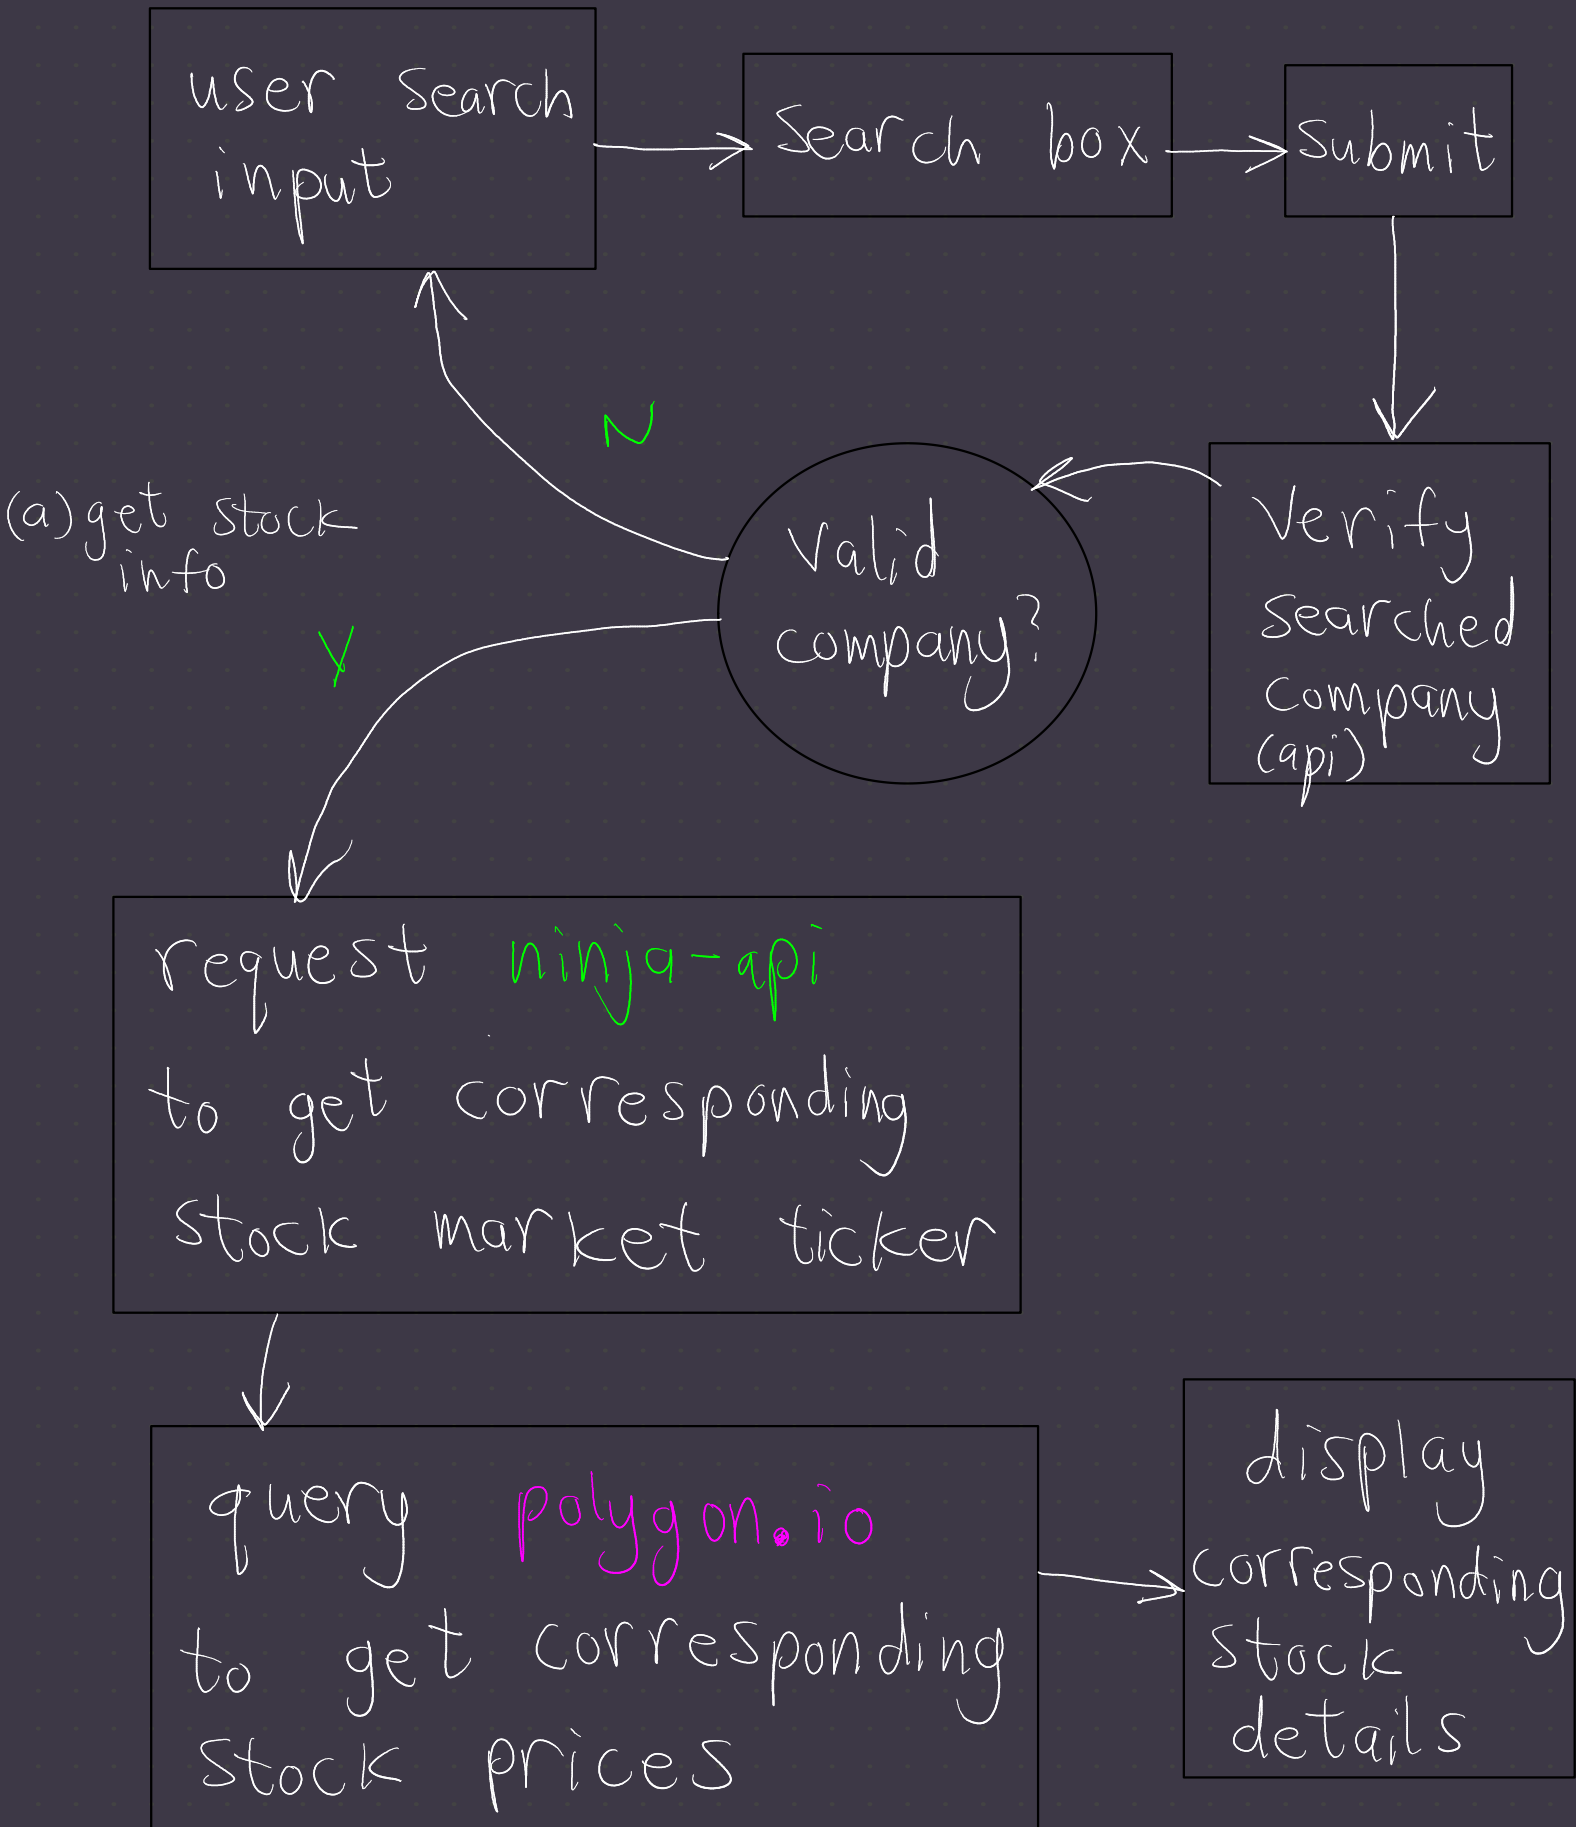 user search
input
search box
submit
N
(a) get stock
info
Valid
company?
Verify
searched
company
(api)
Y
request ninja-api
to get corresponding
stock market ticker
query polygon.io
to get corresponding
stock prices
display
corresponding
stock
details